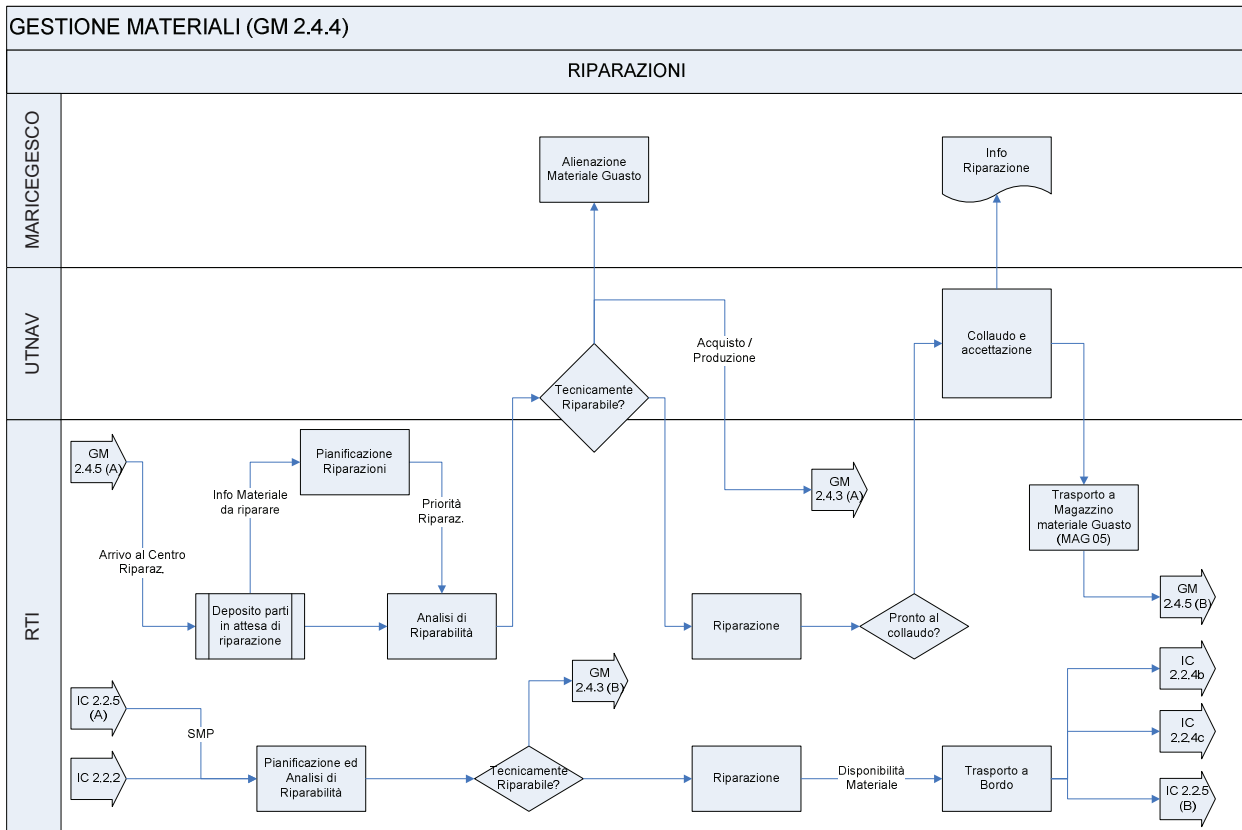 GESTIONE MATERIALI (GM 2.4.4)
RIPARAZIONI
MARICEGESCO
Alienazione
Materiale Guasto
Info
Riparazione
UTNAV
Tecnicamente
Riparabile?
Acquisto /
Produzione
Collaudo e
accettazione
RTI
GM
2.4.5 (A)
Arrivo al Centro
Riparaz.
Info Materiale
da riparare
Pianificazione
Riparazioni
Priorità
Riparaz.
Deposito parti
in attesa di
riparazione
Analisi di
Riparabilità
GM
2.4.3 (A)
Riparazione
Pronto al
collaudo?
Trasporto a
Magazzino
materiale Guasto
(MAG 05)
GM
2.4.5 (B)
IC 2.2.5
(A)
SMP
IC 2.2.2
Pianificazione ed
Analisi di
Riparabilità
Tecnicamente
Riparabile?
GM
2.4.3 (B)
Riparazione
Disponibilità
Materiale
Trasporto a
Bordo
IC
2.2.4b
IC
2.2.4c
IC 2.2.5
(B)